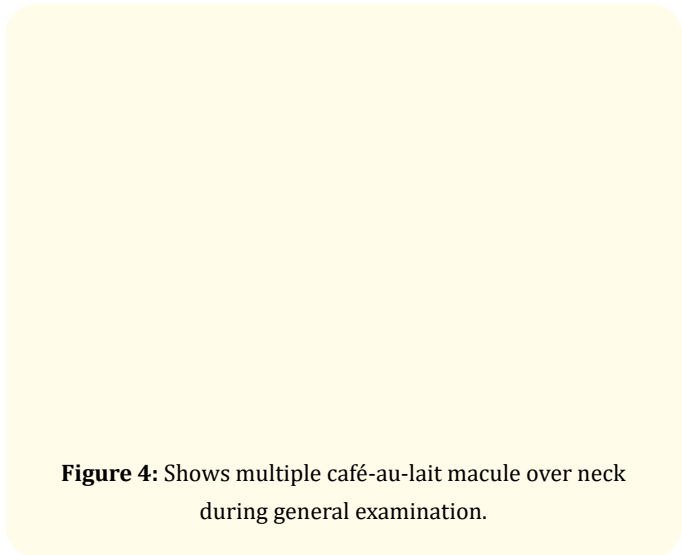 Figure 4: Shows multiple café-au-lait macule over neck
during general examination.